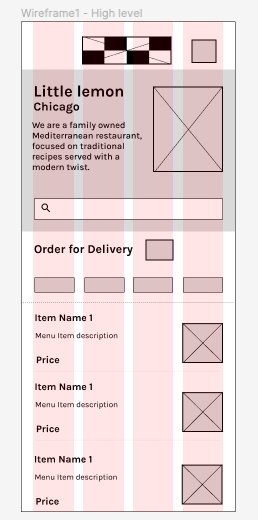 Wireframe1 - High level
Little lemon
Chicago
We are a family owned
Mediterranean restaurant,
focused on traditional
recipes served with a
modern twist.
Order for Delivery
Item Name 1
Menu Item description
Price
Item Name 1
Menu Item description
Price
Item Name 1
Menu Item description
Price